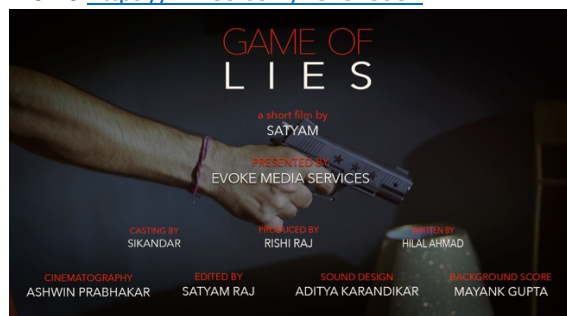 GAME OF
LIES
a short film by
SATYAM
PRESENTED BY
EVOKE MEDIA SERVICES
CASTING BY
SIKANDAR
PRODUCED BY
RISHI RAJ
WRITTEN BY
HILAL AHMAD
CINEMATOGRAPHY
ASHWIN PRABHAKAR
EDITED BY
SATYAM RAJ
SOUND DESIGN
ADITYA KARANDIKAR
BACKGROUND SCORE
MAYANK GUPTA